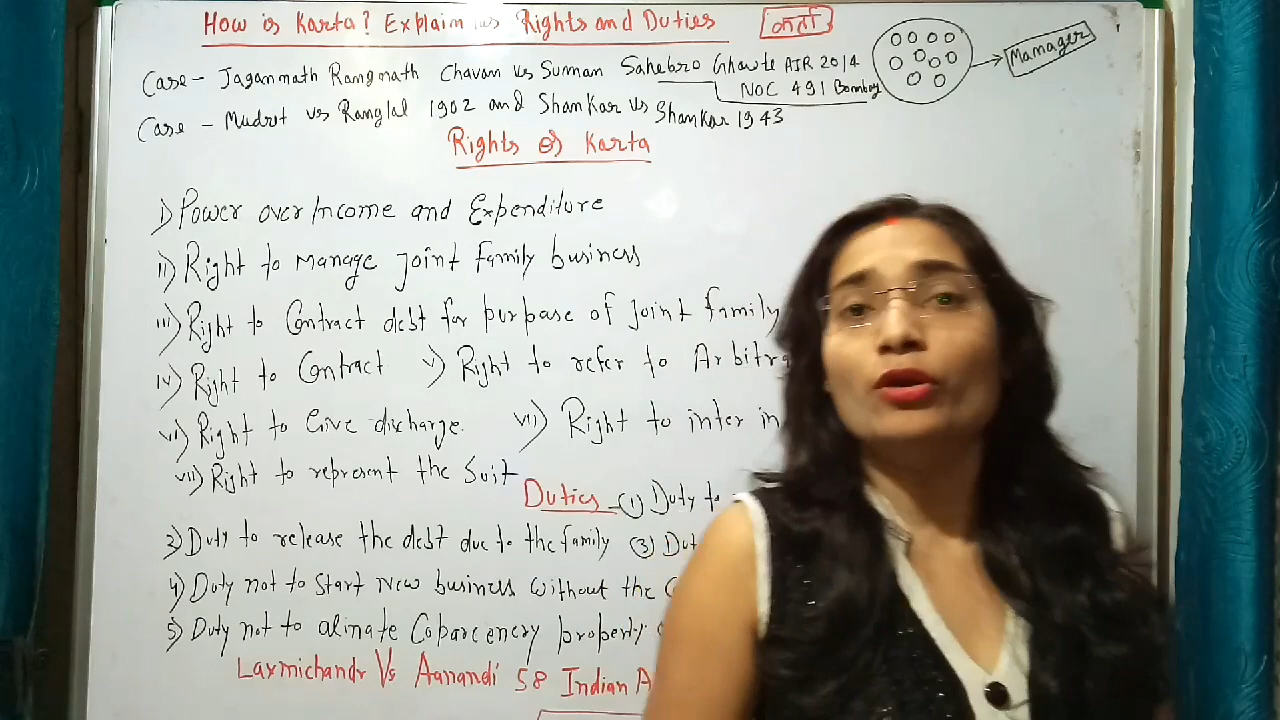 How is Karta? Explain his Rights and Duties कर्ता
Case - Jagannath Rangnath Chavan vs Suman Sahebro Ghawte AIR 2014
NOC 491 Bombay
Manager
Case - Mudrit vs Ranglal 1902 and Shankar vs Shankar 1943
Rights of Karta
i) Power over Income and Expenditure
ii) Right to manage joint family business
iii) Right to Contract debt for purpase of joint family
iv) Right to Contract v) Right to refer to
vi) Right to Give discharge. vii) Right to inter in
vii) Right to represent the Suit
Duties - (1) Duty to
2) Duty to release the debt due to the family (3)
4) Duty not to Start New business without the
5) Duty not to alinate Coparcenery property
Laxmichandr Vs Aanandi 58 Indian